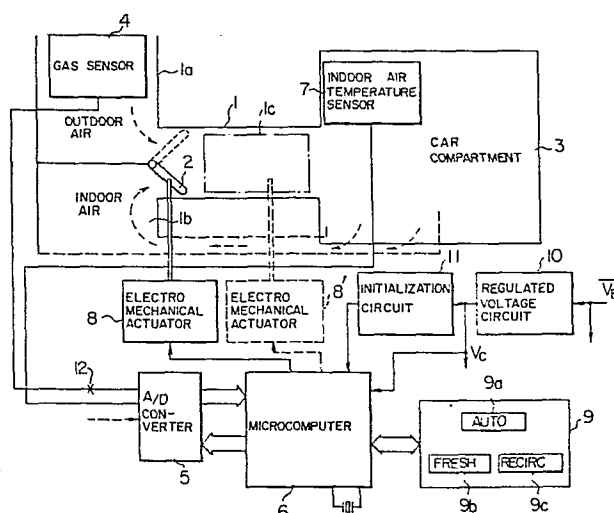 4
GAS SENSOR
1a
OUTDOOR
AIR
1
1c
2
INDOOR
AIR
1b
7
INDOOR AIR
TEMPERATURE
SENSOR
CAR
COMPARTMENT
3
8
ELECTRO
MECHANICAL
ACTUATOR
ELECTRO
MECHANICAL
ACTUATOR
8'
11
INITIALIZATION
CIRCUIT
10
REGULATED
VOLTAGE
CIRCUIT
Vc
12
A/D
CON-
VERTER
5
MICROCOMPUTER
6
9a
AUTO
9
FRESH
RECIRC
9b
9c